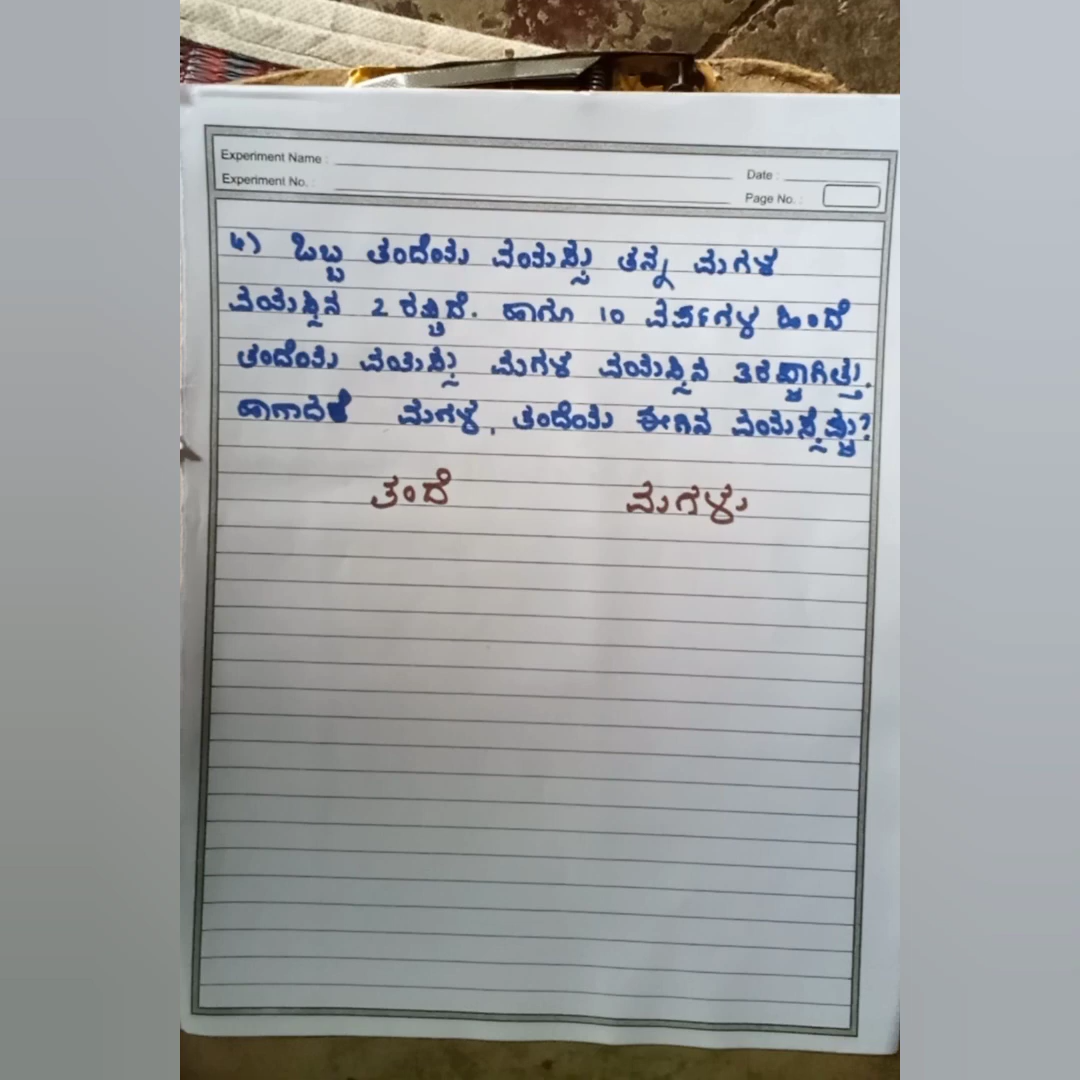 Experiment Name :
Date :
Experiment No. :
Page No. :
4) ಒಬ್ಬ ತಂದೆಯ ವಯಸ್ಸು ತನ್ನ ಮಗಳ
ವಯಸ್ಸಿನ 2 ರಷ್ಟಿದೆ. ಹಾಗೂ 10 ವರ್ಷಗಳ ಹಿಂದೆ
ತಂದೆಯ ವಯಸ್ಸು ಮಗಳ ವಯಸ್ಸಿನ 3ರಷ್ಟಾಗಿತ್ತು.
ಹಾಗಾದರೆ ಮಗಳ, ತಂದೆಯ ಈಗಿನ ವಯಸ್ಸೆಷ್ಟು?
ತಂದೆ ಮಗಳು